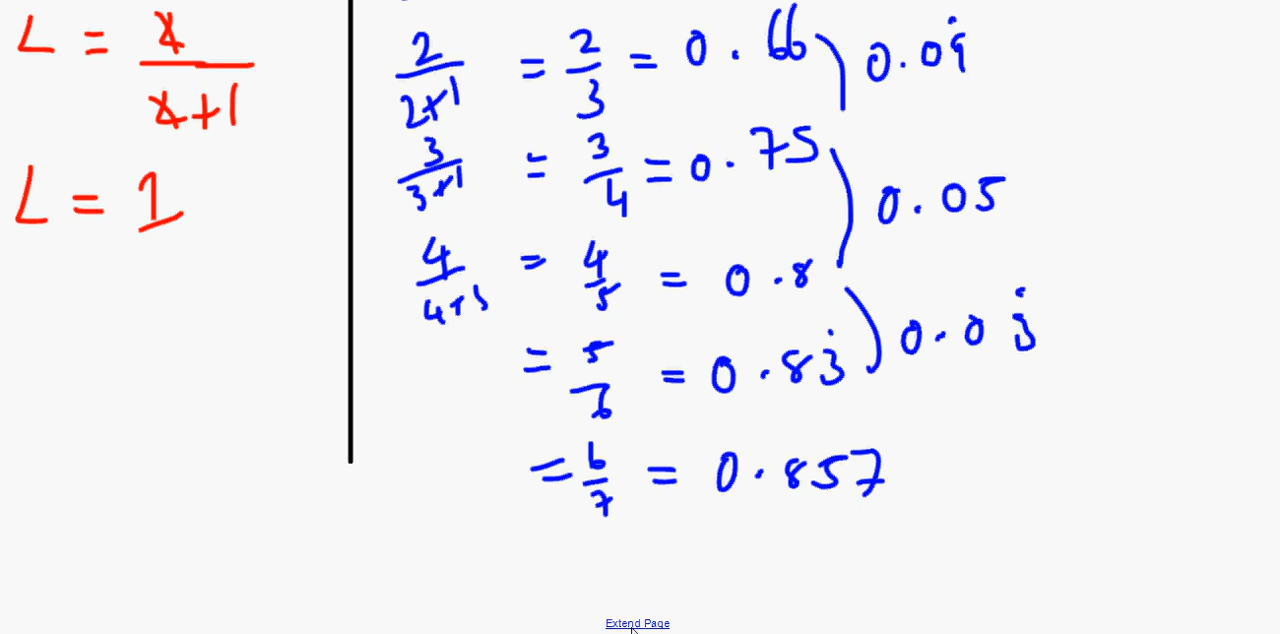 L = x / x+1
L = 1
2 / 2+1 = 2 / 3 = 0.66
0.09̇
3 / 3+1 = 3 / 4 = 0.75
0.05
4 / 4+1 = 4 / 5 = 0.8
0.03̇
= 5 / 6 = 0.83̇
= 6 / 7 = 0.857
Extend Page